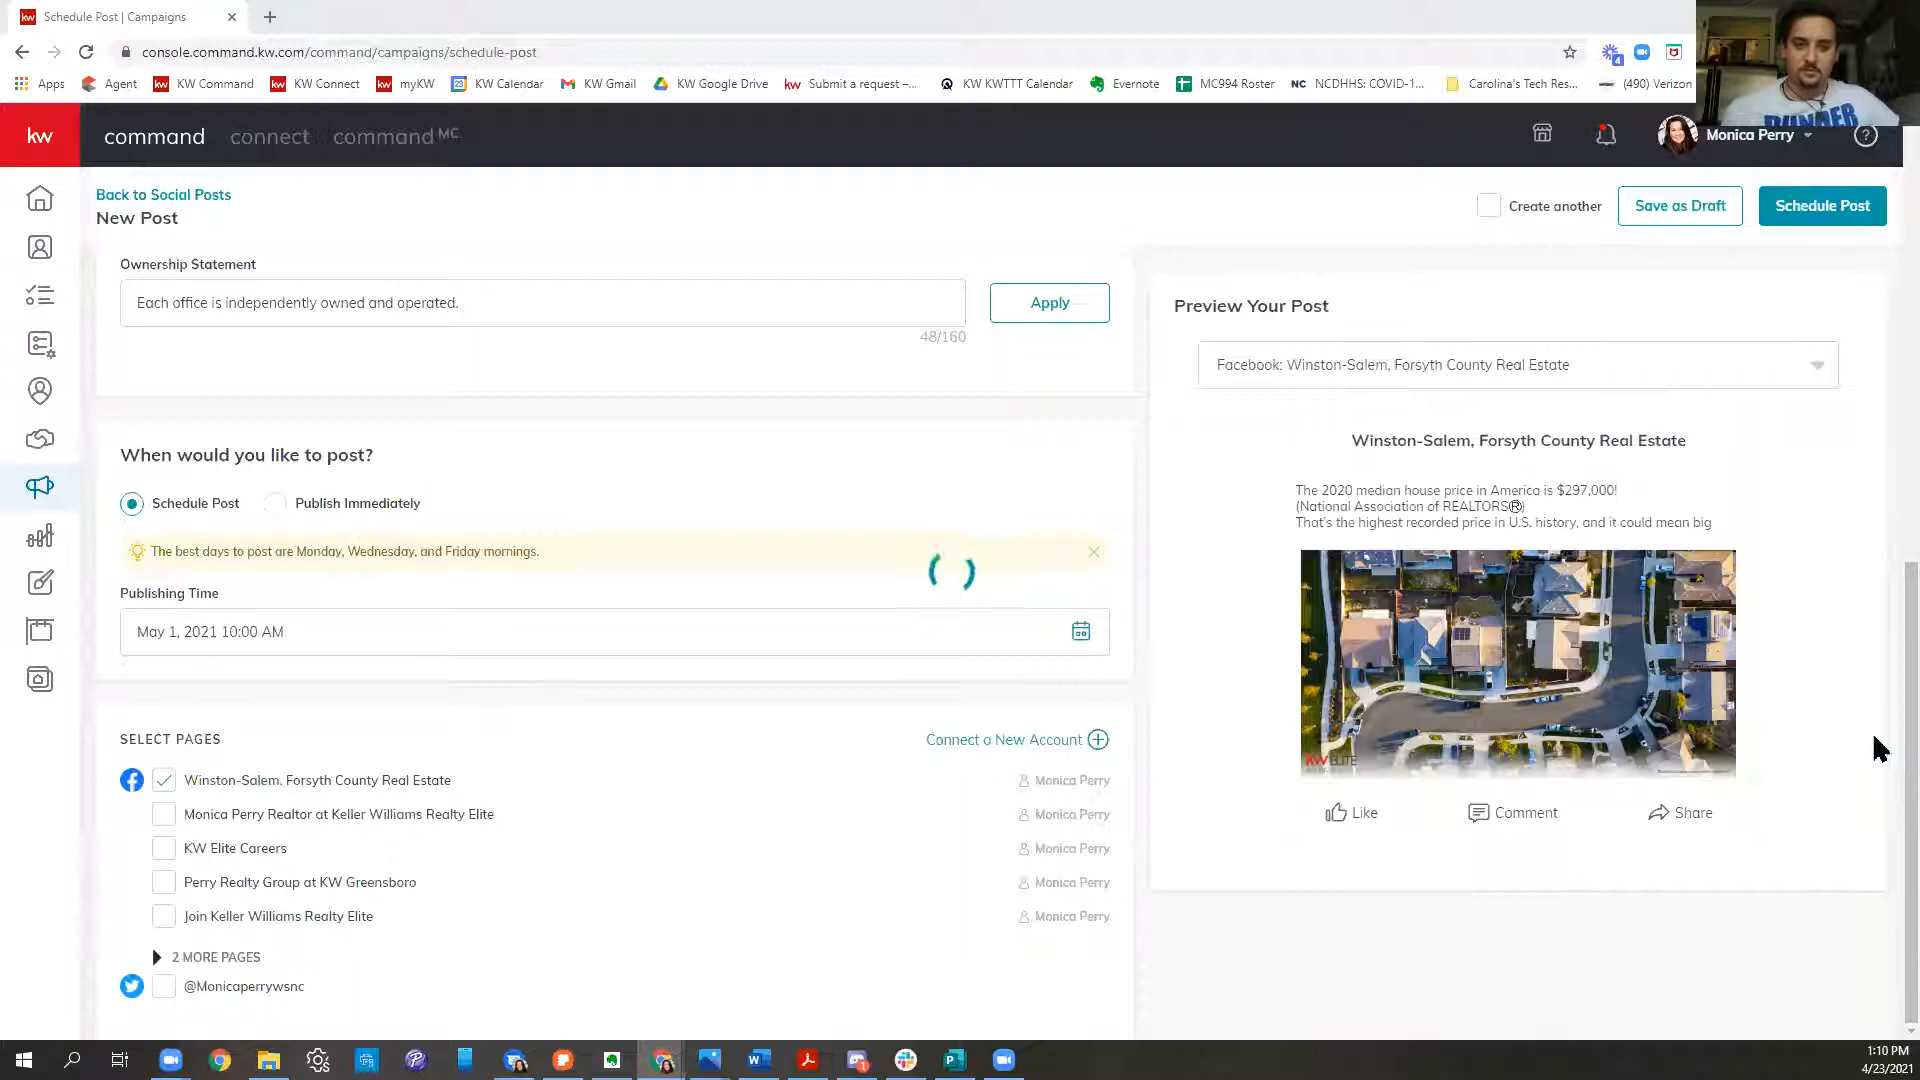 kw Schedule Post | Campaigns
console.command.kw.com/command/campaigns/schedule-post
Apps Agent kw KW Command kw KW Connect kw myKW 23 KW Calendar KW Gmail KW Google Drive kw Submit a request –... KW KWTTT Calendar Evernote MC994 Roster NC NCDHHS: COVID-1... Carolina's Tech Res... (490) Verizon
kw command connect command MC Monica Perry
Back to Social Posts
New Post
Create another Save as Draft Schedule Post
Ownership Statement
Each office is independently owned and operated.
Apply
48/160
When would you like to post?
Schedule Post Publish Immediately
The best days to post are Monday, Wednesday, and Friday mornings.
Publishing Time
May 1, 2021 10:00 AM
SELECT PAGES Connect a New Account
Winston-Salem, Forsyth County Real Estate Monica Perry
Monica Perry Realtor at Keller Williams Realty Elite Monica Perry
KW Elite Careers Monica Perry
Perry Realty Group at KW Greensboro Monica Perry
Join Keller Williams Realty Elite Monica Perry
2 MORE PAGES
@Monicaperrywsnc
Preview Your Post
Facebook: Winston-Salem, Forsyth County Real Estate
Winston-Salem, Forsyth County Real Estate
The 2020 median house price in America is $297,000!
(National Association of REALTORS®)
That's the highest recorded price in U.S. history, and it could mean big
KW ELITE
Like Comment Share
1:10 PM
4/23/2021